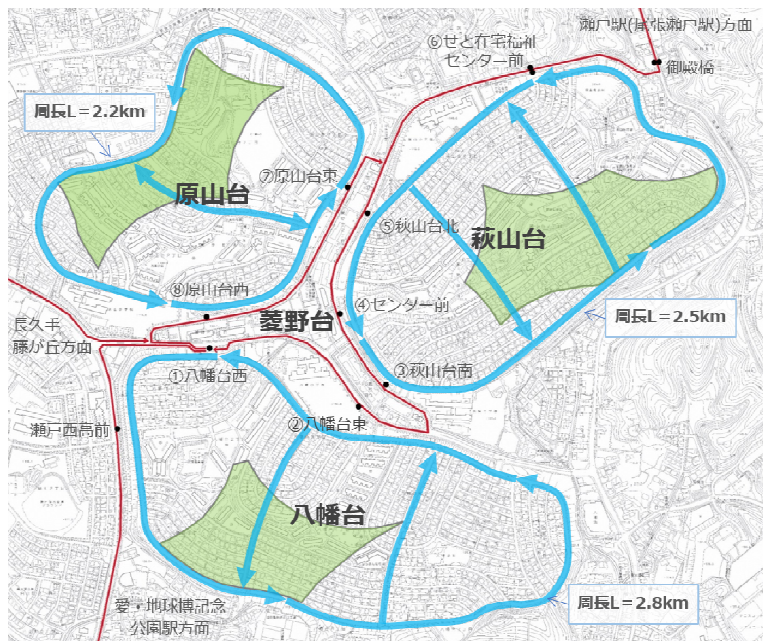 瀬戸駅(尾張瀬戸駅)方面
⑥せと在宅福祉
センター前
御殿橋
周長L=2.2km
⑦原山台東
原山台
⑤萩山台北
萩山台
⑧原山台西
④センター前
菱野台
周長L=2.5km
長久手
藤が丘方面
①八幡台西
③萩山台南
②八幡台東
瀬戸西高前
八幡台
愛・地球博記念
公園駅方面
周長L=2.8km